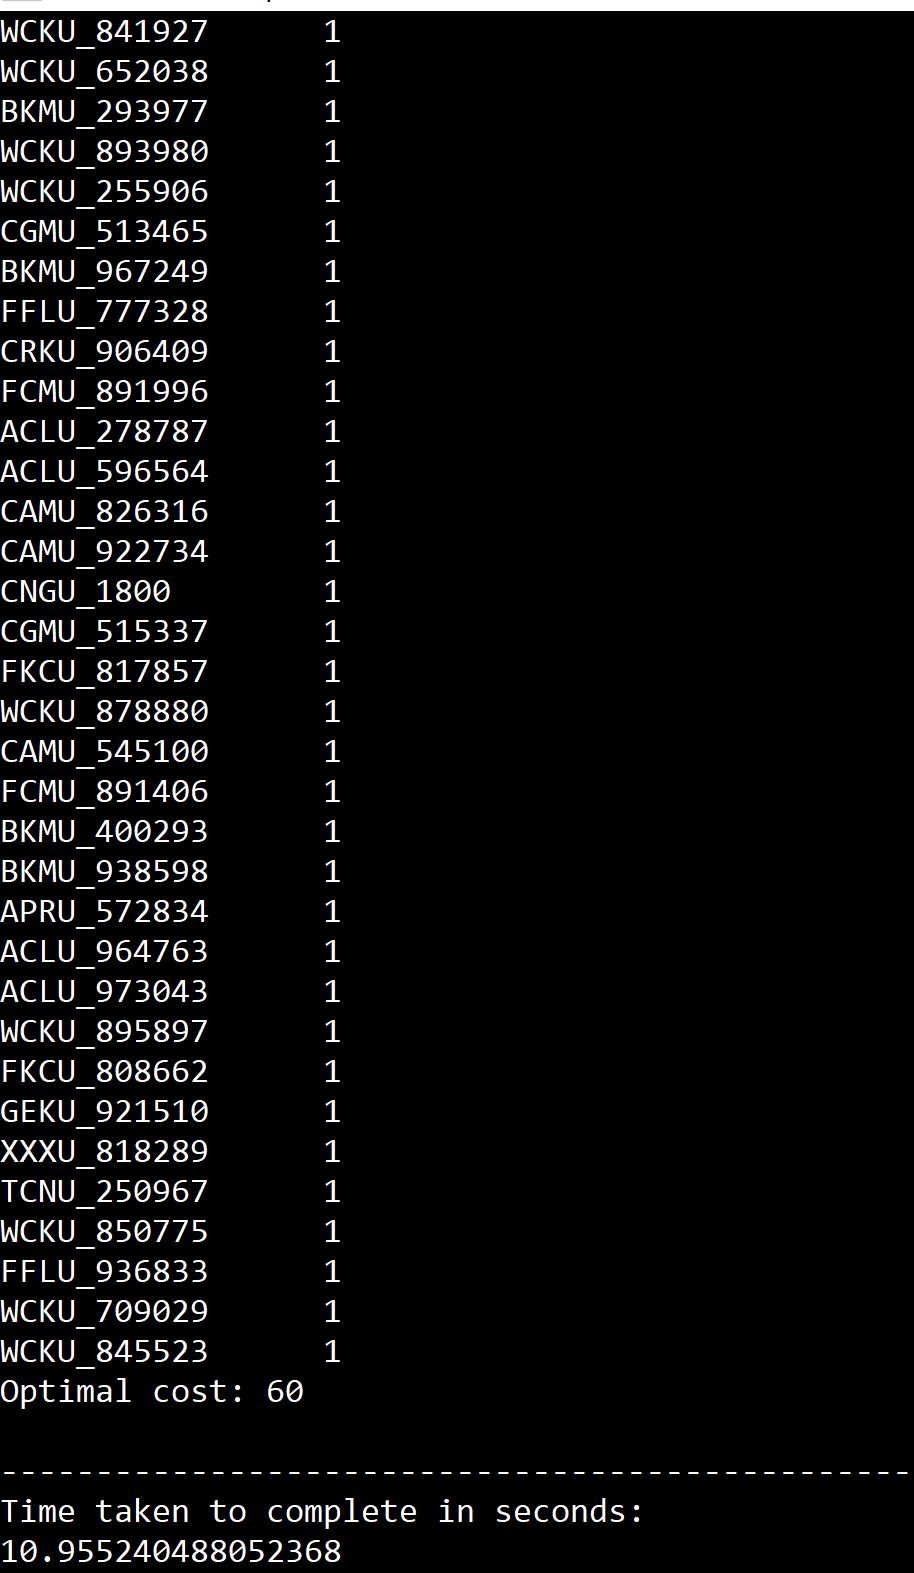 WCKU_841927 1
WCKU_652038 1
BKMU_293977 1
WCKU_893980 1
WCKU_255906 1
CGMU_513465 1
BKMU_967249 1
FFLU_777328 1
CRKU_906409 1
FCMU_891996 1
ACLU_278787 1
ACLU_596564 1
CAMU_826316 1
CAMU_922734 1
CNGU_1800 1
CGMU_515337 1
FKCU_817857 1
WCKU_878880 1
CAMU_545100 1
FCMU_891406 1
BKMU_400293 1
BKMU_938598 1
APRU_572834 1
ACLU_964763 1
ACLU_973043 1
WCKU_895897 1
FKCU_808662 1
GEKU_921510 1
XXXU_818289 1
TCNU_250967 1
WCKU_850775 1
FFLU_936833 1
WCKU_709029 1
WCKU_845523 1
Optimal cost: 60
------------------------------------------------
Time taken to complete in seconds:
10.955240488052368